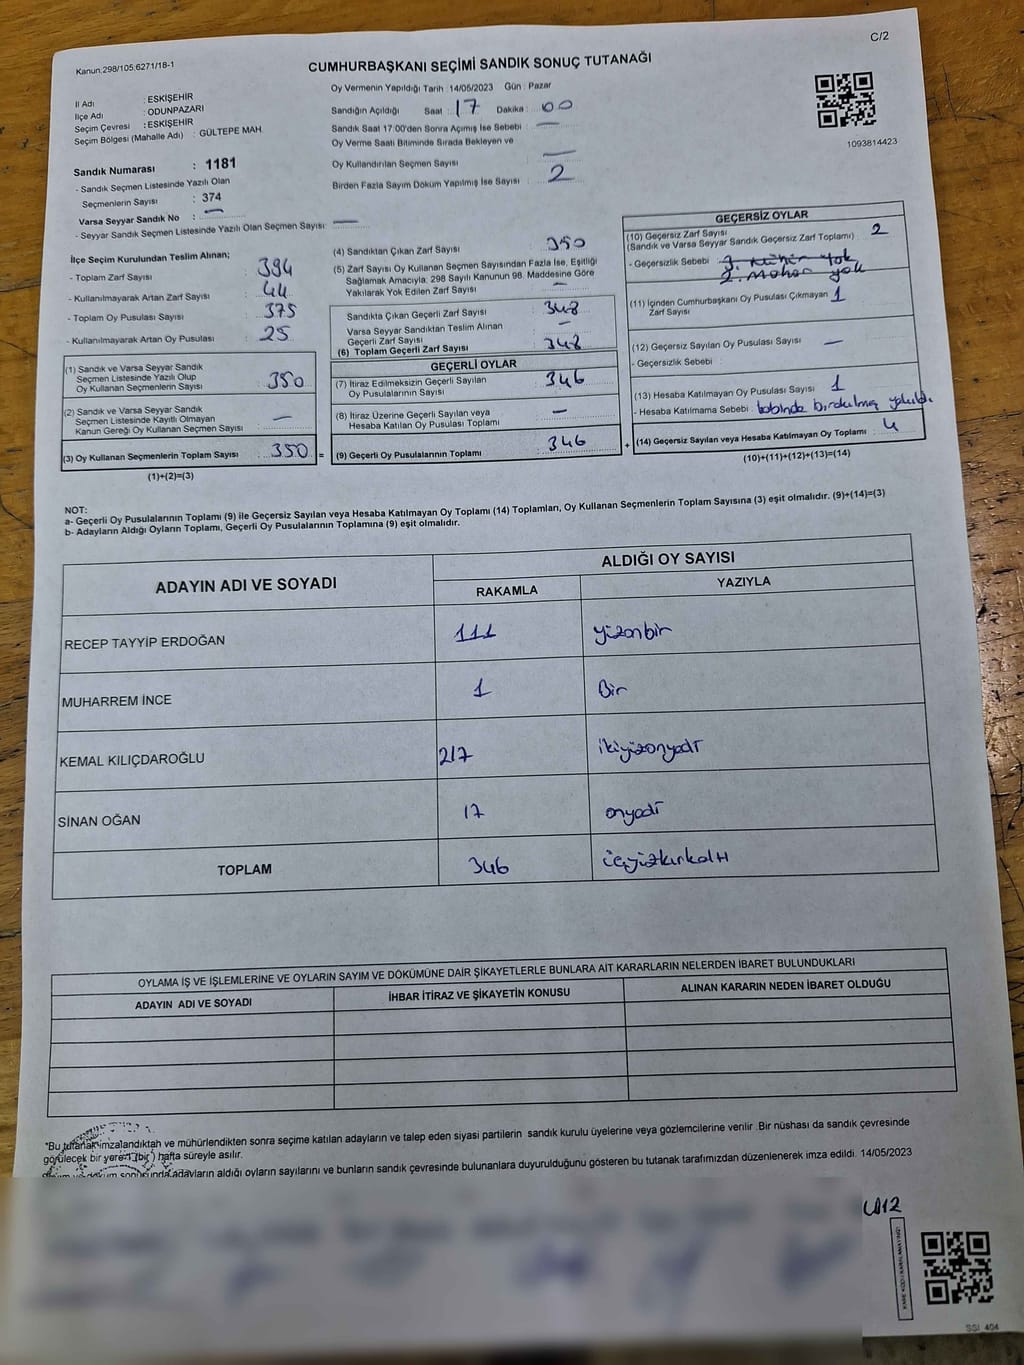 C/2
Kanun:298/105,6271/18-1
CUMHURBAŞKANI SEÇİMİ SANDIK SONUÇ TUTANAĞI
İl Adı : ESKİŞEHİR
İlçe Adı : ODUNPAZARI
Seçim Çevresi : ESKİŞEHİR
Seçim Bölgesi (Mahalle Adı) : GÜLTEPE MAH.
Sandık Numarası : 1181
- Sandık Seçmen Listesinde Yazılı Olan
Seçmenlerin Sayısı : 374
Varsa Seyyar Sandık No : —
- Seyyar Sandık Seçmen Listesinde Yazılı Olan Seçmen Sayısı: —
Oy Vermenin Yapıldığı Tarih :14/05/2023 Gün : Pazar
Sandığın Açıldığı Saat : 17 Dakika : 00
Sandık Saat 17:00'den Sonra Açımış İse Sebebi : —
Oy Verme Saati Bitiminde Sırada Bekleyen ve
Oy Kullandırılan Seçmen Sayısı : —
Birden Fazla Sayım Döküm Yapılmış İse Sayısı : 2
1093814423
İlçe Seçim Kurulundan Teslim Alınan;
- Toplam Zarf Sayısı : 394
- Kullanılmayarak Artan Zarf Sayısı : 44
- Toplam Oy Pusulası Sayısı : 375
- Kullanılmayarak Artan Oy Pusulası : 25
(1) Sandık ve Varsa Seyyar Sandık
Seçmen Listesinde Yazılı Olup
Oy Kullanan Seçmenlerin Sayısı : 350
(2) Sandık ve Varsa Seyyar Sandık
Seçmen Listesinde Kayıtlı Olmayan
Kanun Gereği Oy Kullanan Seçmen Sayısı : —
(3) Oy Kullanan Seçmenlerin Toplam Sayısı : 350 =
(1)+(2)=(3)
(4) Sandıktan Çıkan Zarf Sayısı : 350
(5) Zarf Sayısı Oy Kullanan Seçmen Sayısından Fazla İse, Eşitliği
Sağlamak Amacıyla; 298 Sayılı Kanunun 98. Maddesine Göre
Yakılarak Yok Edilen Zarf Sayısı : —
Sandıkta Çıkan Geçerli Zarf Sayısı : 348
Varsa Seyyar Sandıktan Teslim Alınan
Geçerli Zarf Sayısı : —
(6) Toplam Geçerli Zarf Sayısı : 348
GEÇERLİ OYLAR
(7) İtiraz Edilmeksizin Geçerli Sayılan
Oy Pusulasının Sayısı : 346
(8) İtiraz Üzerine Geçerli Sayılan veya
Hesaba Katılan Oy Pusulası Toplamı : —
(9) Geçerli Oy Pusulalarının Toplamı : 346 +
GEÇERSİZ OYLAR
(10) Geçersiz Zarf Sayısı : 2
(Sandık ve Varsa Seyyar Sandık Geçersiz Zarf Toplamı)
- Geçersizlik Sebebi : 1. Mühür yok
2. Mühür yok
(11) İçinden Cumhurbaşkanı Oy Pusulası Çıkmayan : 1
Zarf Sayısı
(12) Geçersiz Sayılan Oy Pusulası Sayısı : —
- Geçersizlik Sebebi :
(13) Hesaba Katılmayan Oy Pusulası Sayısı : 1
- Hesaba Katılmama Sebebi : kabinde bırakılmış yakıldı
(14) Geçersiz Sayılan veya Hesaba Katılmayan Oy Toplamı : 4
(10)+(11)+(12)+(13)=(14)
NOT:
a- Geçerli Oy Pusulalarının Toplamı (9) ile Geçersiz Sayılan veya Hesaba Katılmayan Oy Toplamı (14) Toplamları, Oy Kullanan Seçmenlerin Toplam Sayısına (3) eşit olmalıdır. (9)+(14)=(3)
b- Adayların Aldığı Oyların Toplamı, Geçerli Oy Pusulalarının Toplamına (9) eşit olmalıdır.
ADAYIN ADI VE SOYADI
ALDIĞI OY SAYISI
RAKAMLA YAZIYLA
RECEP TAYYİP ERDOĞAN 111 yüzonbir
MUHARREM İNCE 1 Bir
KEMAL KILIÇDAROĞLU 217 ikiyüzonyedi
SİNAN OĞAN 17 onyedi
TOPLAM 346 üçyüzkırkaltı
OYLAMA İŞ VE İŞLEMLERİNE VE OYLARIN SAYIM VE DÖKÜMÜNE DAİR ŞİKAYETLERLE BUNLARA AİT KARARLARIN NELERDEN İBARET BULUNDUKLARI
ADAYIN ADI VE SOYADI İHBAR İTİRAZ VE ŞİKAYETİN KONUSU ALINAN KARARIN NEDEN İBARET OLDUĞU
*Bu tutanak imzalandıktah ve mühürlendikten sonra seçime katılan adayların ve talep eden siyasi partilerin sandık kurulu üyelerine veya gözlemcilerine verilir .Bir nüshası da sandık çevresinde
görülecek bir yere 1 (bir ) hafta süreyle asılır.
sonucunda adayların aldığı oyların sayılarını ve bunların sandık çevresinde bulunanlara duyurulduğunu gösteren bu tutanak tarafımızdan düzenlenerek imza edildi. 14/05/2023
SGI_404